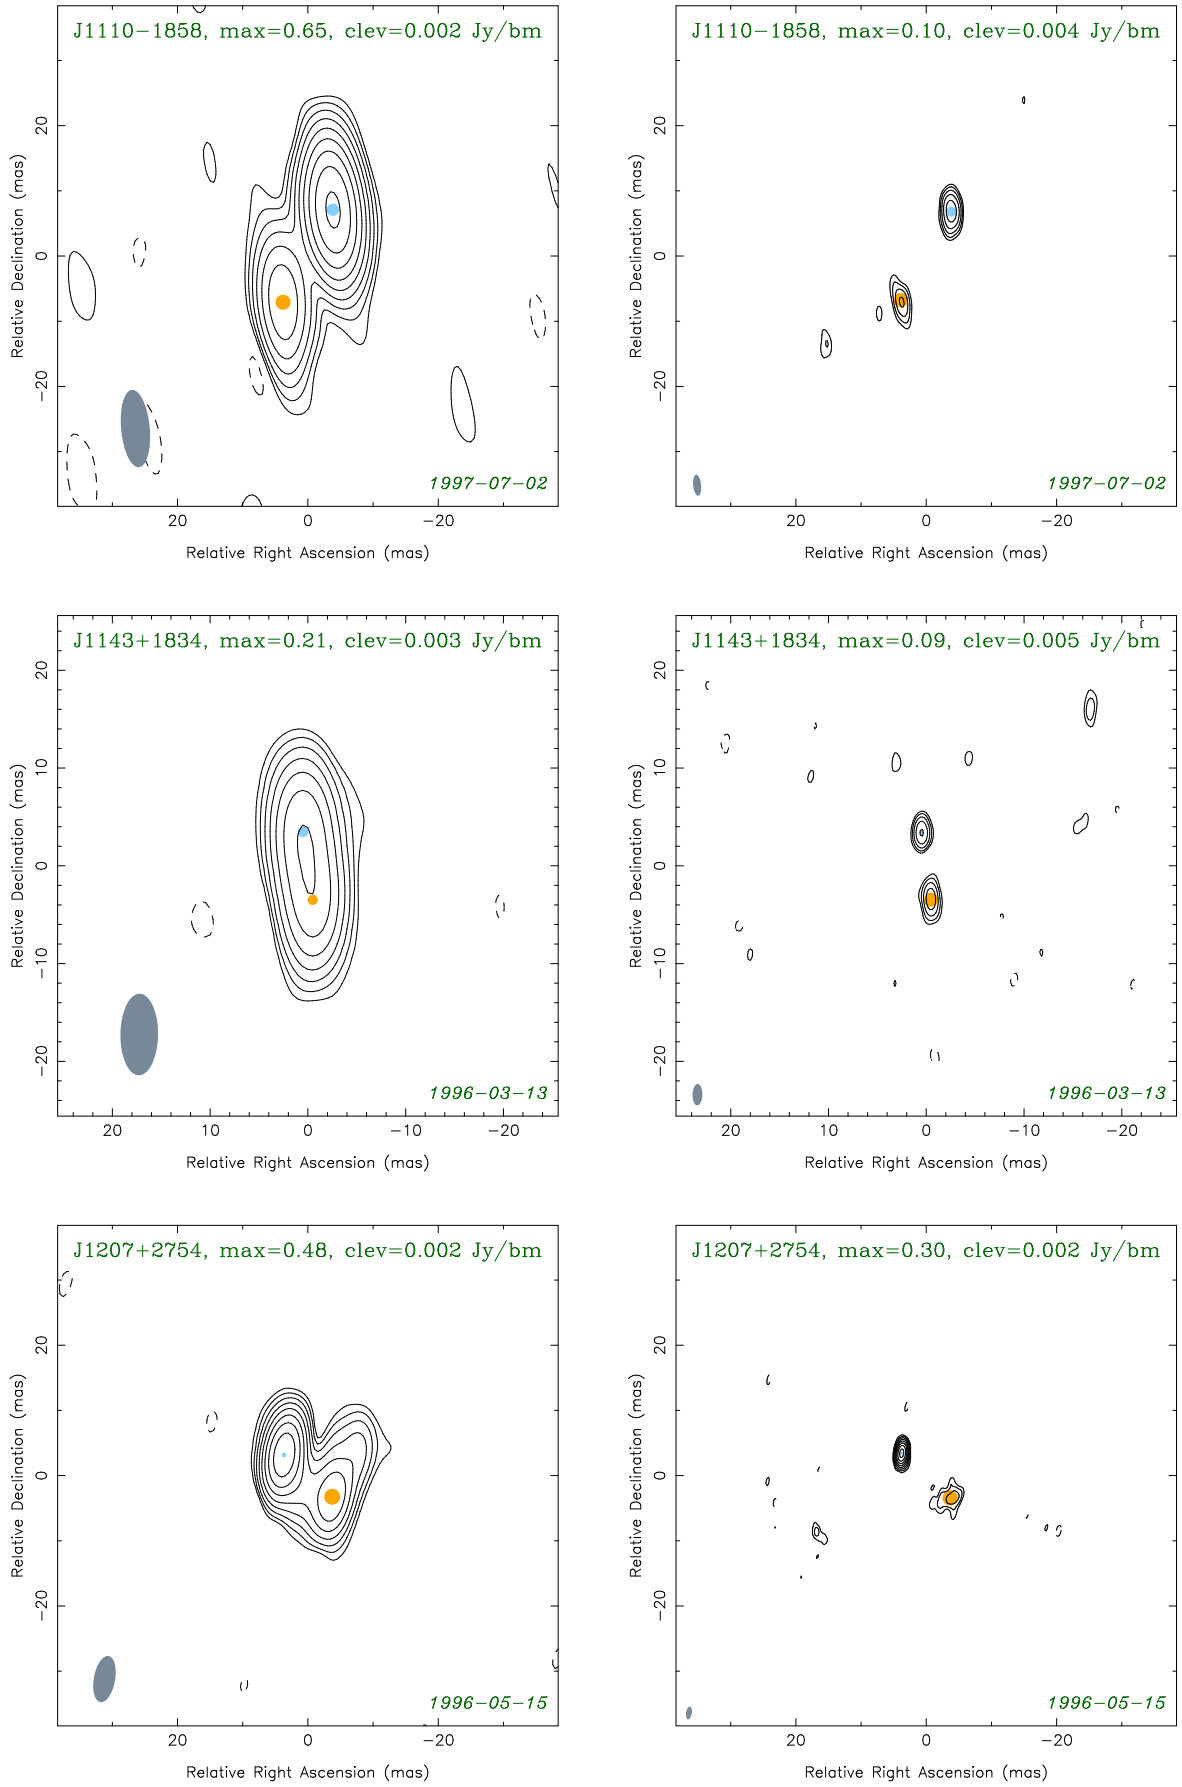 J1110−1858, max=0.65, clev=0.002 Jy/bm
Relative Declination (mas)
20
0
−20
1997−07−02
20 0 −20
Relative Right Ascension (mas)
J1110−1858, max=0.10, clev=0.004 Jy/bm
Relative Declination (mas)
20
0
−20
1997−07−02
20 0 −20
Relative Right Ascension (mas)
J1143+1834, max=0.21, clev=0.003 Jy/bm
Relative Declination (mas)
20
10
0
−10
−20
1996−03−13
20 10 0 −10 −20
Relative Right Ascension (mas)
J1143+1834, max=0.09, clev=0.005 Jy/bm
Relative Declination (mas)
20
10
0
−10
−20
1996−03−13
20 10 0 −10 −20
Relative Right Ascension (mas)
J1207+2754, max=0.48, clev=0.002 Jy/bm
Relative Declination (mas)
20
0
−20
1996−05−15
20 0 −20
Relative Right Ascension (mas)
J1207+2754, max=0.30, clev=0.002 Jy/bm
Relative Declination (mas)
20
0
−20
1996−05−15
20 0 −20
Relative Right Ascension (mas)